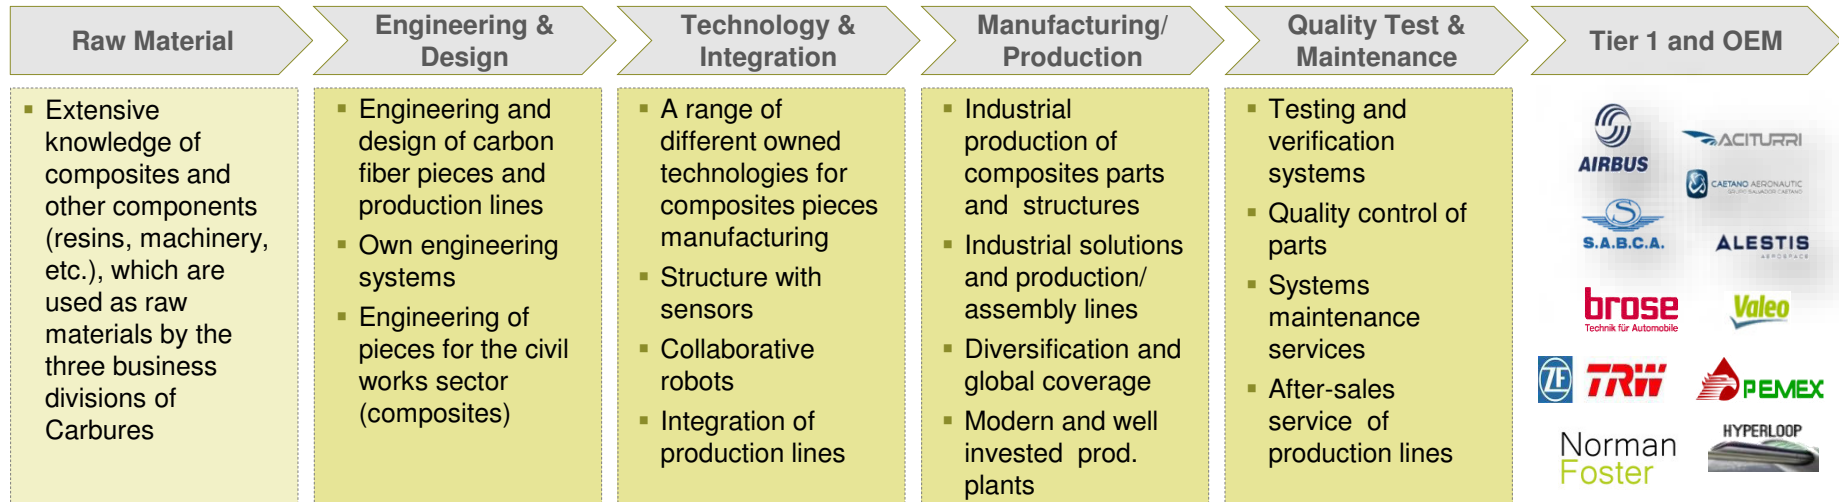 Raw Material
Engineering &
Design
Technology &
Integration
Manufacturing/
Production
Quality Test &
Maintenance
Tier 1 and OEM
▪ Extensive
knowledge of
composites and
other components
(resins, machinery,
etc.), which are
used as raw
materials by the
three business
divisions of
Carbures
▪ Engineering and
design of carbon
fiber pieces and
production lines
▪ Own engineering
systems
▪ Engineering of
pieces for the civil
works sector
(composites)
▪ A range of
different owned
technologies for
composites pieces
manufacturing
▪ Structure with
sensors
▪ Collaborative
robots
▪ Integration of
production lines
▪ Industrial
production of
composites parts
and structures
▪ Industrial solutions
and production/
assembly lines
▪ Diversification and
global coverage
▪ Modern and well
invested prod.
plants
▪ Testing and
verification
systems
▪ Quality control of
parts
▪ Systems
maintenance
services
▪ After-sales
service of
production lines
AIRBUS
ACITURRI
CAETANO AERONAUTIC
GRUPO SALVADOR CAETANO
S
S.A.B.C.A.
ALESTIS
AEROSPACE
brose
Technik für Automobile
Valeo
ZF
TRW
PEMEX
Norman
Foster
HYPERLOOP